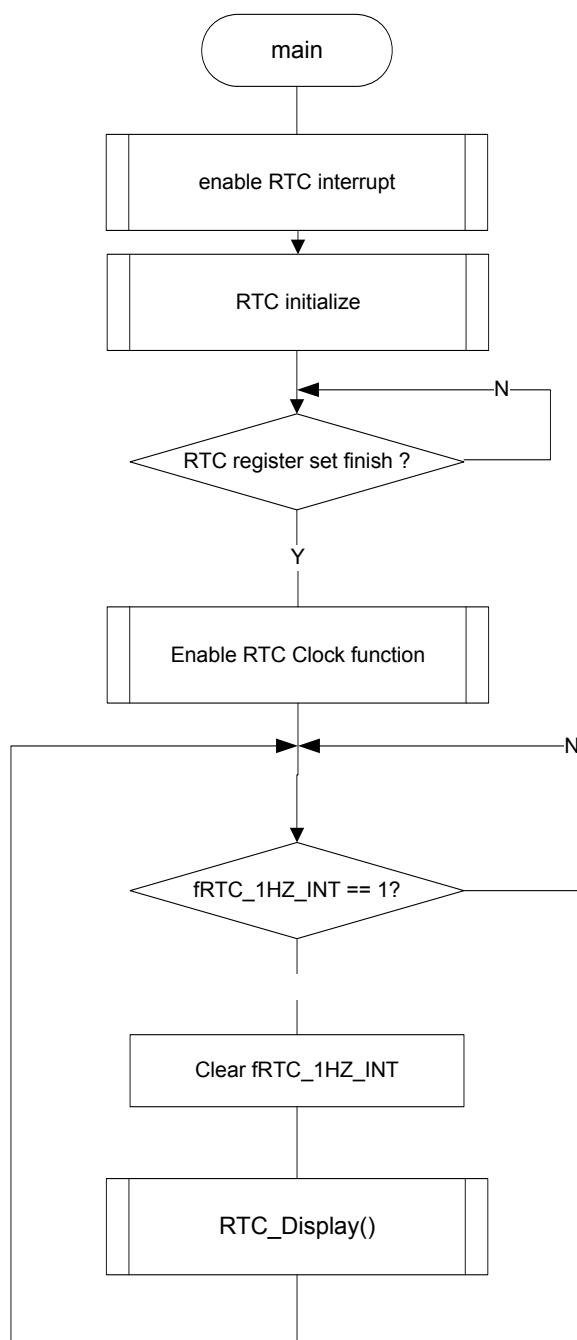 main
enable RTC interrupt
RTC initialize
N
RTC register set finish ?
Y
Enable RTC Clock function
N
fRTC_1HZ_INT == 1?
Clear fRTC_1HZ_INT
RTC_Display()